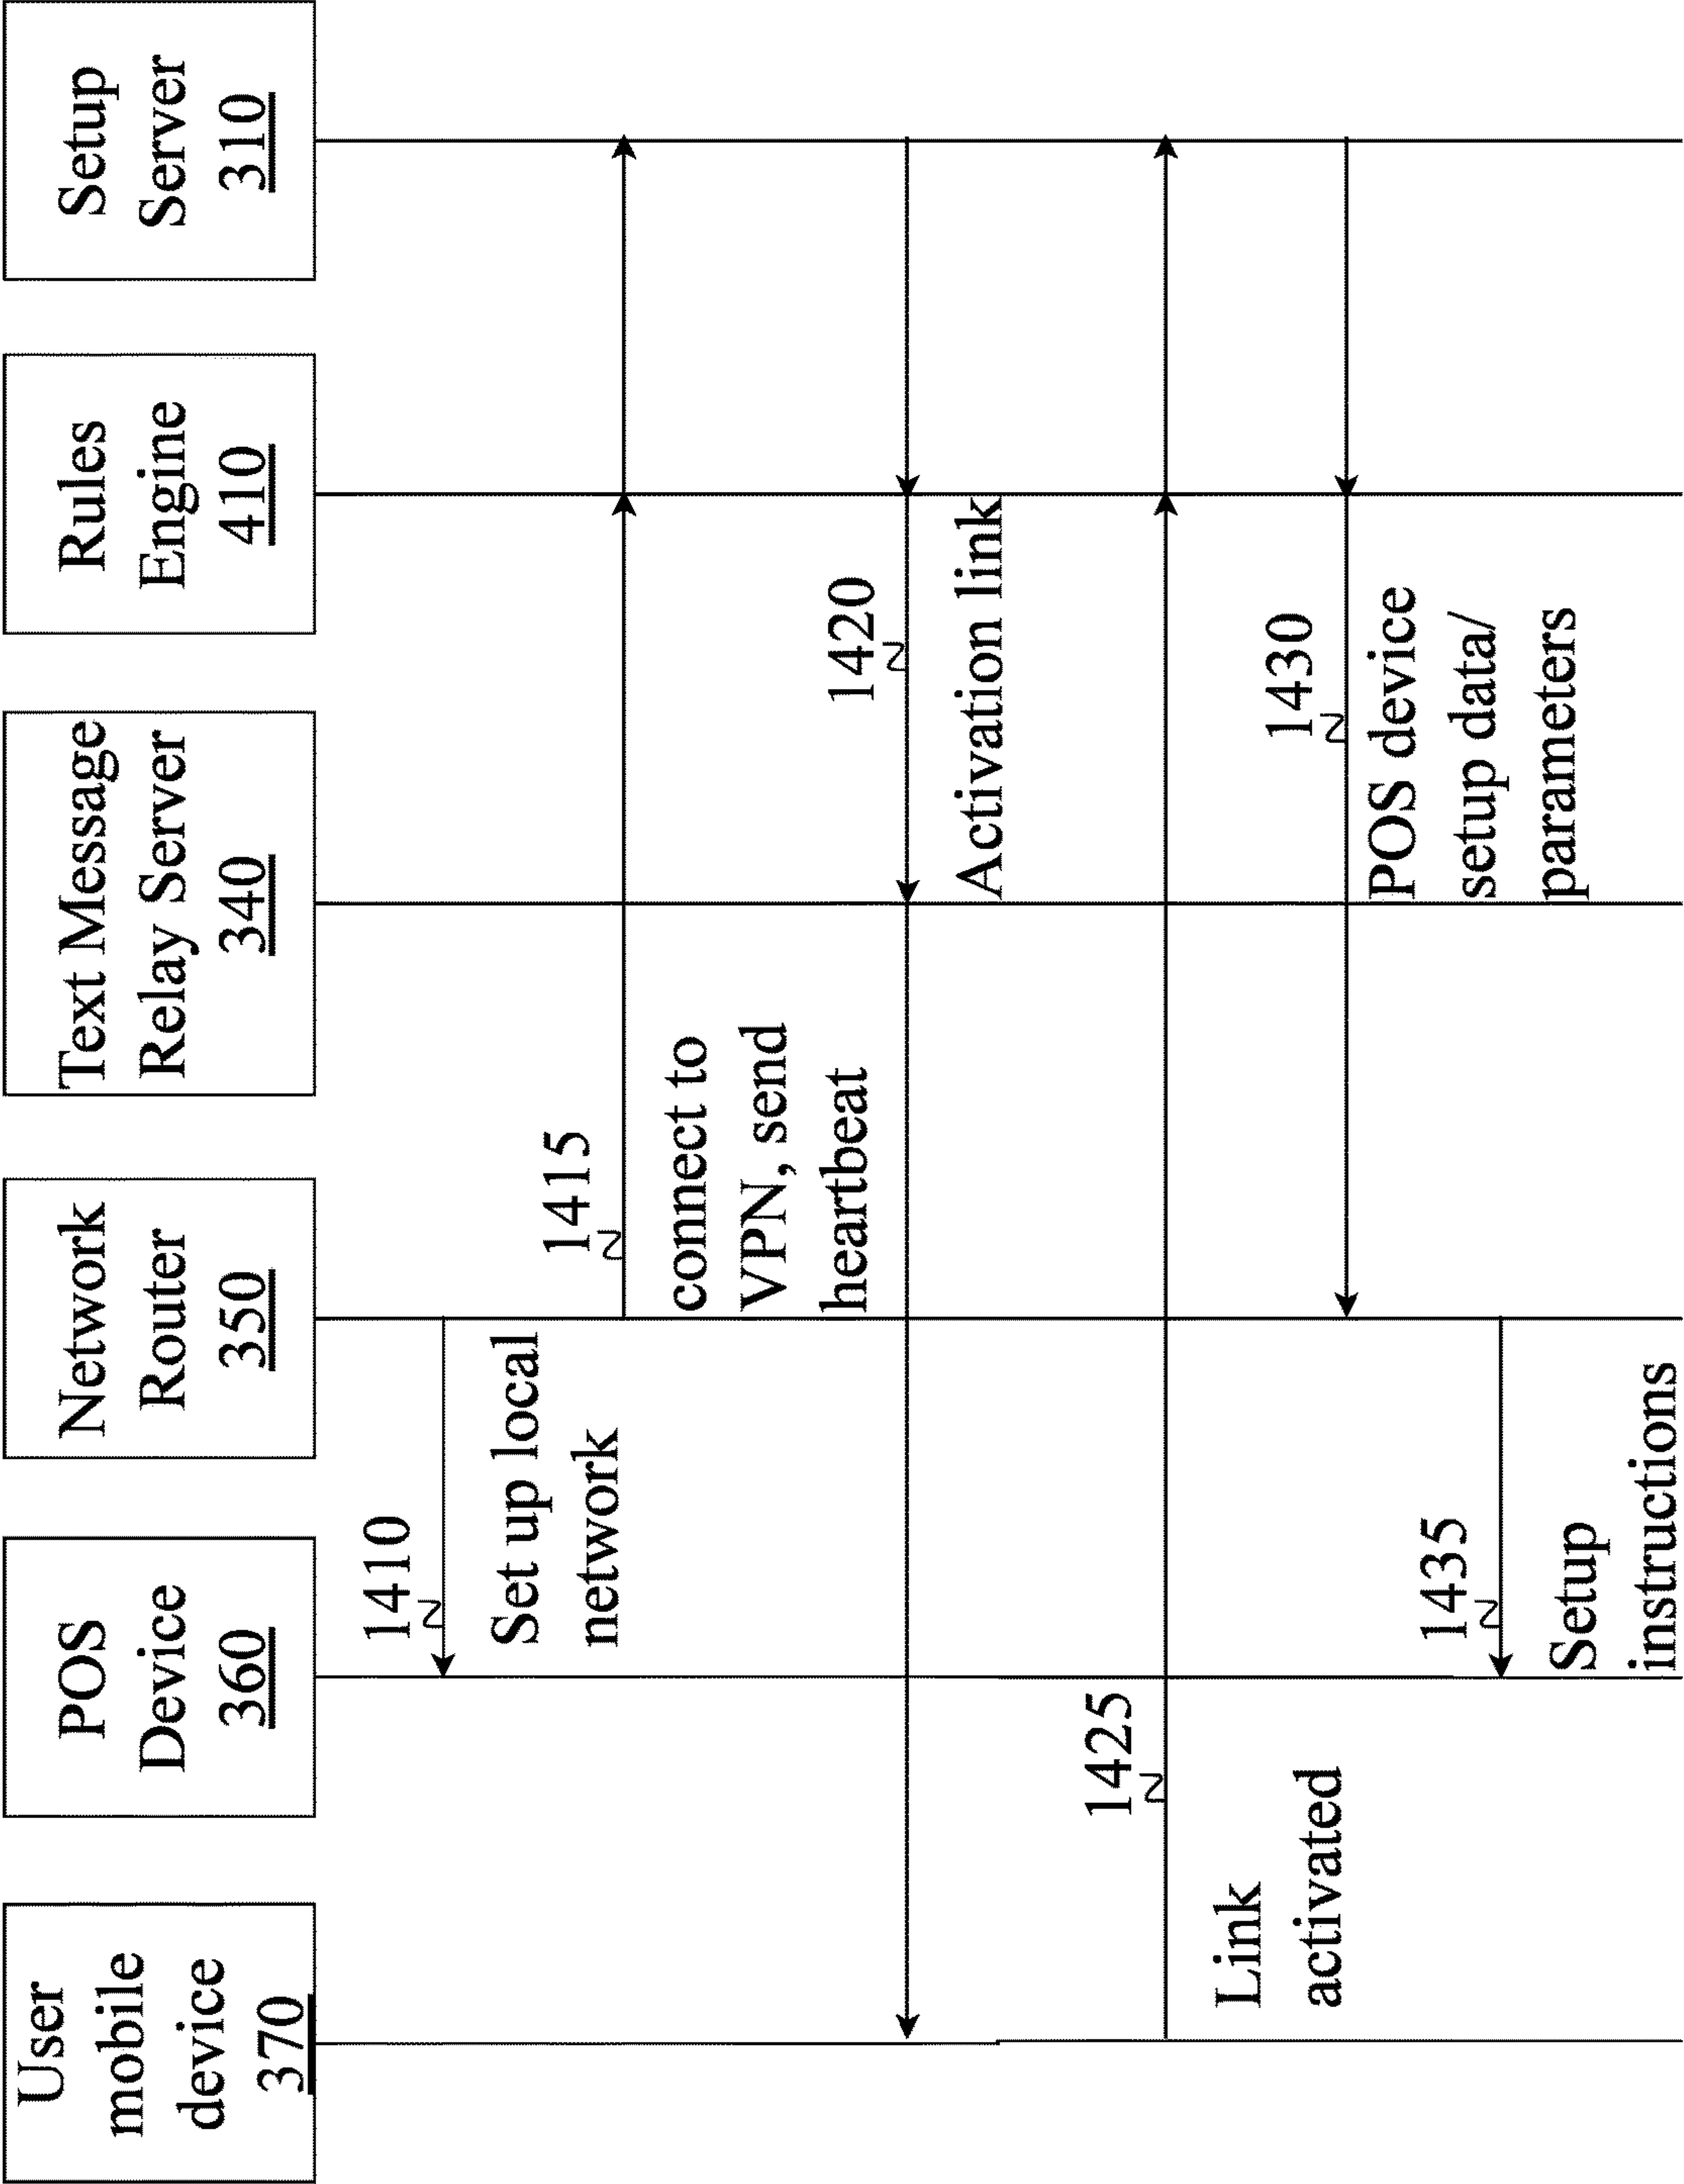 User
mobile
device
370
POS
Device
360
Network
Router
350
Text Message
Relay Server
340
Rules
Engine
410
Setup
Server
310
1410
Set up local
network
1415
connect to
VPN, send
heartbeat
1420
Activation link
1425
Link
activated
1430
POS device
setup data/
parameters
1435
Setup
instructions